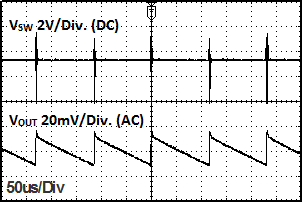 VSW 2V/Div. (DC)
VOUT 20mV/Div. (AC)
50us/Div